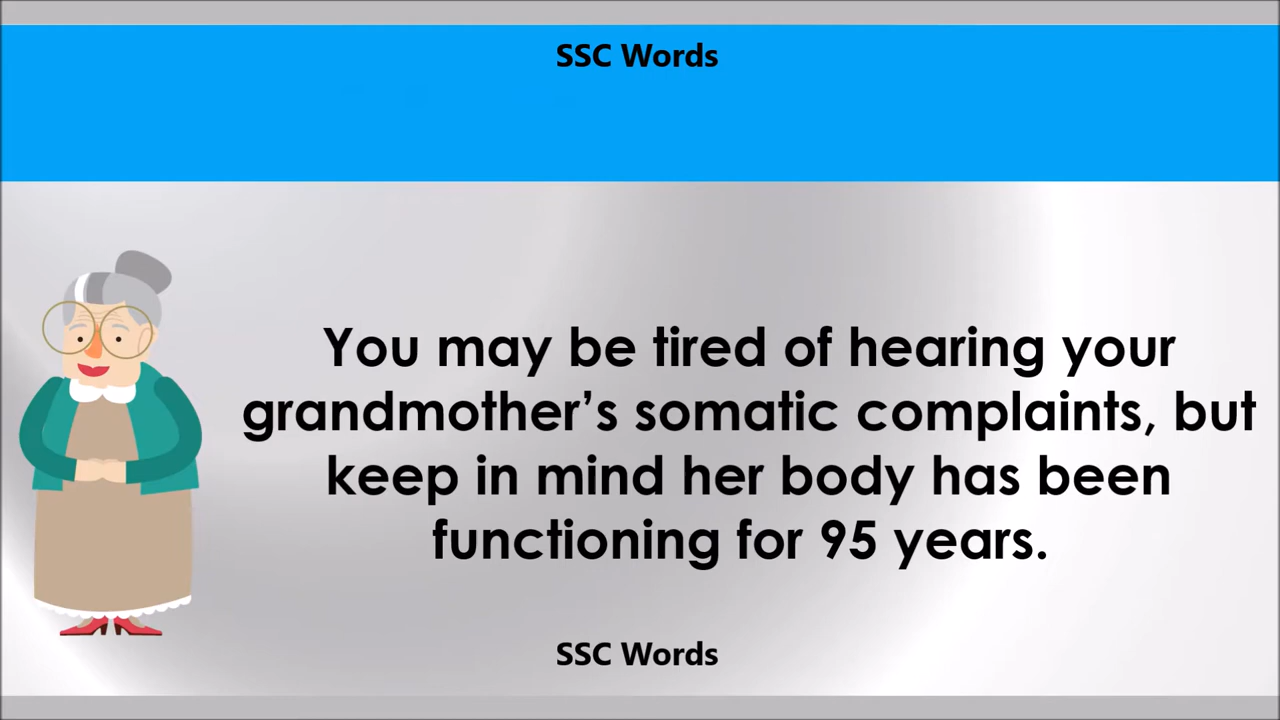 SSC Words
You may be tired of hearing your
grandmother’s somatic complaints, but
keep in mind her body has been
functioning for 95 years.
SSC Words